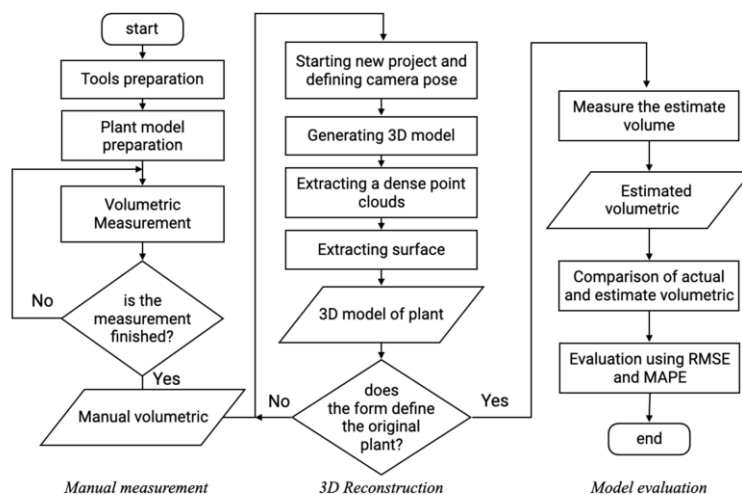 start
Tools preparation
Plant model
preparation
Volumetric
Measurement
No
is the
measurement
finished?
Yes
Manual volumetric
Manual measurement
Starting new project and
defining camera pose
Generating 3D model
Extracting a dense point
clouds
Extracting surface
3D model of plant
No
does
the form define
the original
plant?
Yes
3D Reconstruction
Measure the estimate
volume
Estimated
volumetric
Comparison of actual
and estimate volumetric
Evaluation using RMSE
and MAPE
end
Model evaluation